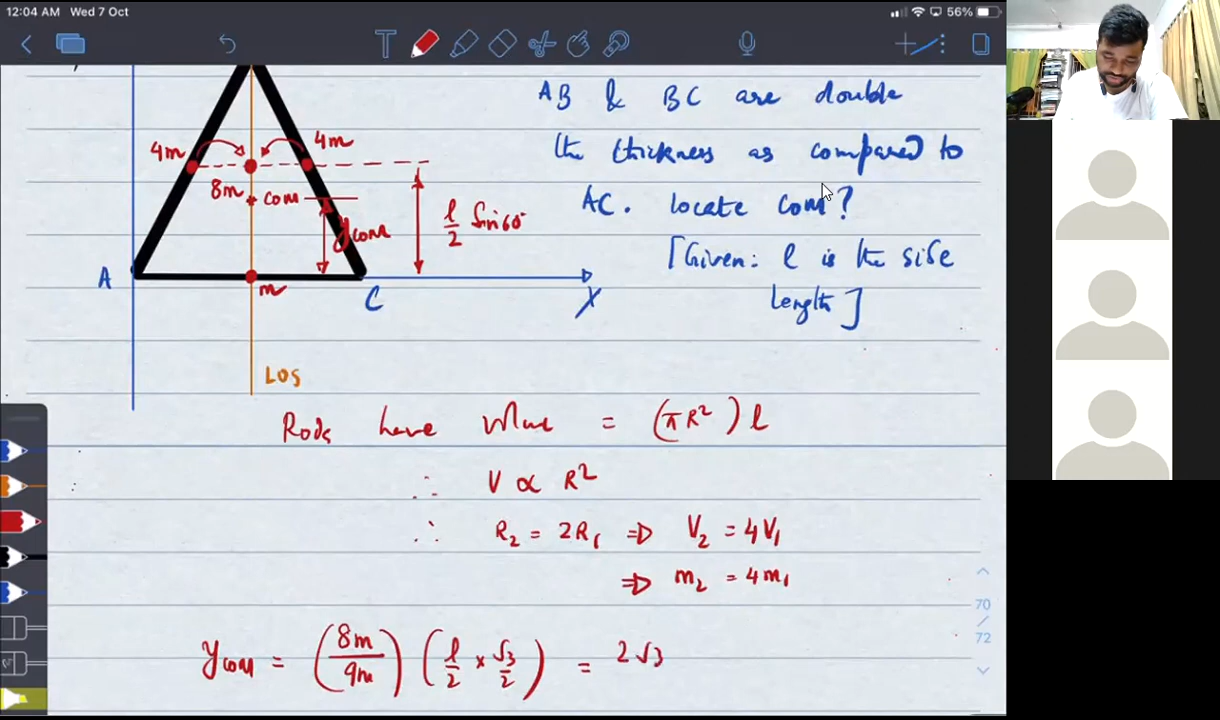 12:04 AM Wed 7 Oct
56%
T
AB & BC are double
the thickness as compared to
AC. locate com?
[Given: l is the side
length]
4m
4m
8m
com
ycom
l/2 Sin60°
A
m
C
X
LOS
Rods have = (πR²) l
∴ V ∝ R²
∴ R₂ = 2R₁ ⇒ V₂ = 4V₁
⇒ m₂ = 4m₁
ycom = (8m/9m) (l/2 × √3/2) = 2√3
70
/
72